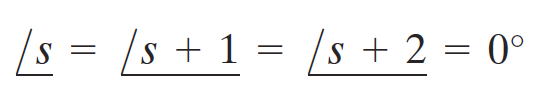 ∠s = ∠s + 1 = ∠s + 2 = 0°